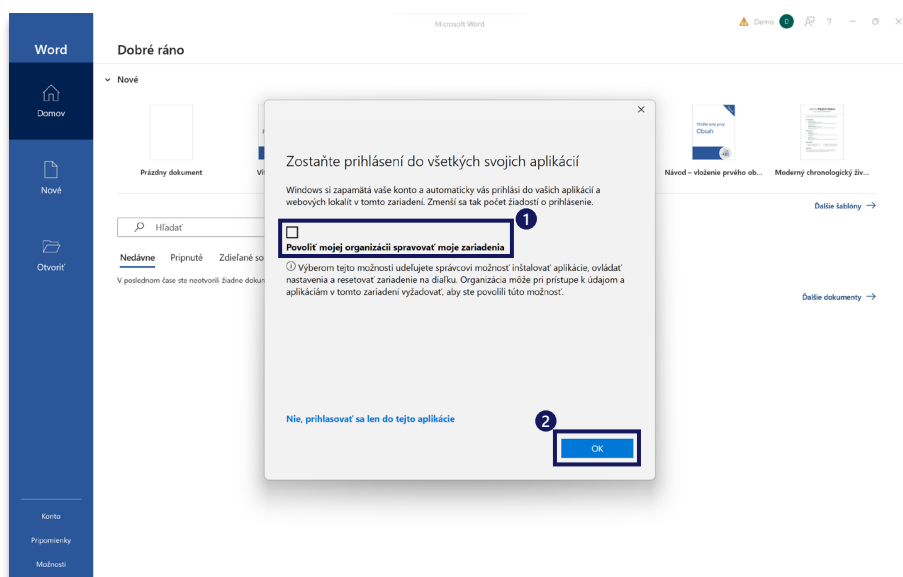 Microsoft Word
Demo
D
?
Word
Dobré ráno
Nové
Domov
Nové
Otvoriť
Konto
Pripomienky
Možnosti
Prázdny dokument
Návod – vloženie prvého ob...
Moderný chronologický živ...
Obsah
Ďalšie šablóny
Hľadať
Nedávne
Pripnuté
Zdieľané so
V poslednom čase ste neotvorili žiadne
Ďalšie dokumenty
Zostaňte prihlásení do všetkých svojich aplikácií
Windows si zapamätá vaše konto a automaticky vás prihlási do vašich aplikácií a
webových lokalít v tomto zariadení. Zmenší sa tak počet žiadostí o prihlásenie.
1
Povoliť mojej organizácii spravovať moje zariadenia
Výberom tejto možnosti udeľujete správcovi možnosť inštalovať aplikácie, ovládať
nastavenia a resetovať zariadenie na diaľku. Organizácia môže pri prístupe k údajom a
aplikáciám v tomto zariadení vyžadovať, aby ste povolili túto možnosť.
Nie, prihlasovať sa len do tejto aplikácie
2
OK